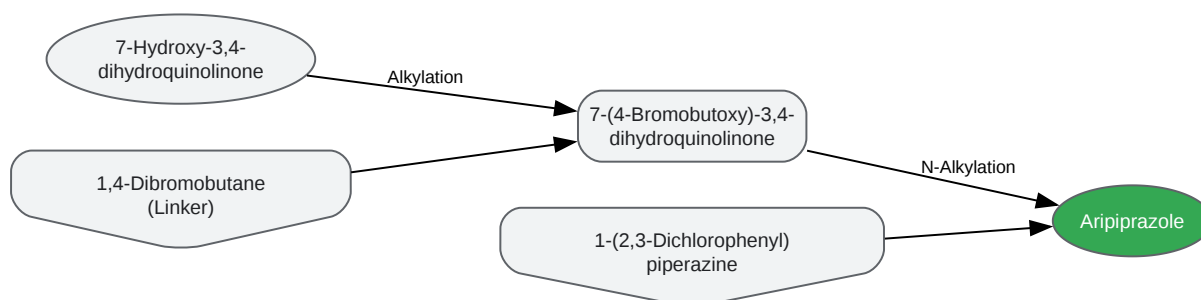 7-Hydroxy-3,4-
dihydroquinolinone
Alkylation
1,4-Dibromobutane
(Linker)
7-(4-Bromobutoxy)-3,4-
dihydroquinolinone
N-Alkylation
1-(2,3-Dichlorophenyl)
piperazine
Aripiprazole